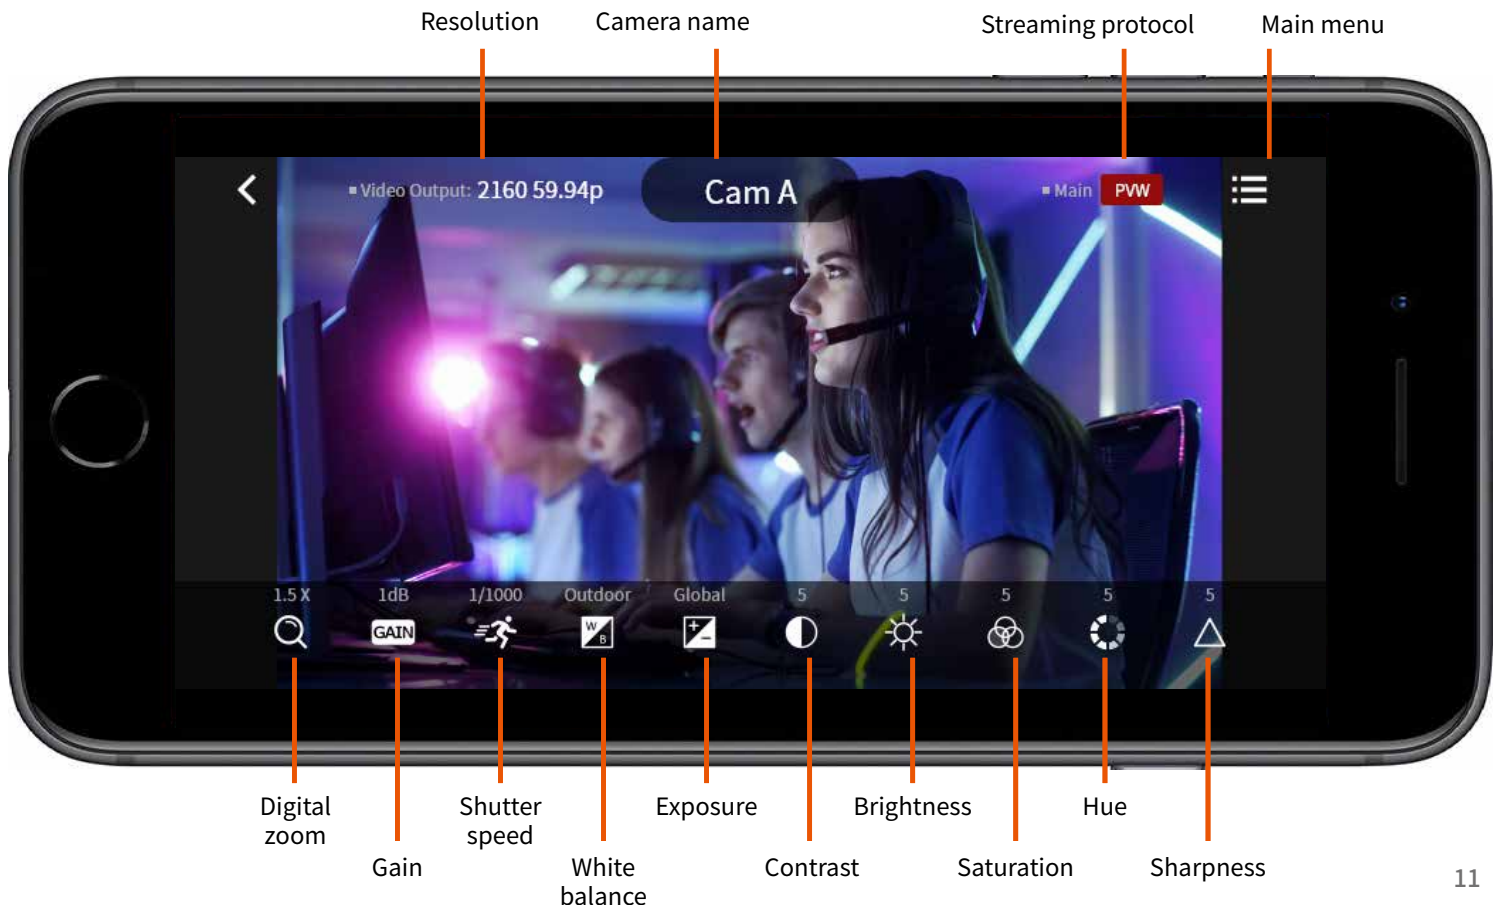 Resolution
Camera name
Streaming protocol
Main menu
Video Output: 2160 59.94p
Cam A
Main PVW
1.5 X
1dB
1/1000
Outdoor
Global
5
5
5
5
5
GAIN
W
B
Digital
zoom
Gain
Shutter
speed
White
balance
Exposure
Contrast
Brightness
Saturation
Hue
Sharpness
11